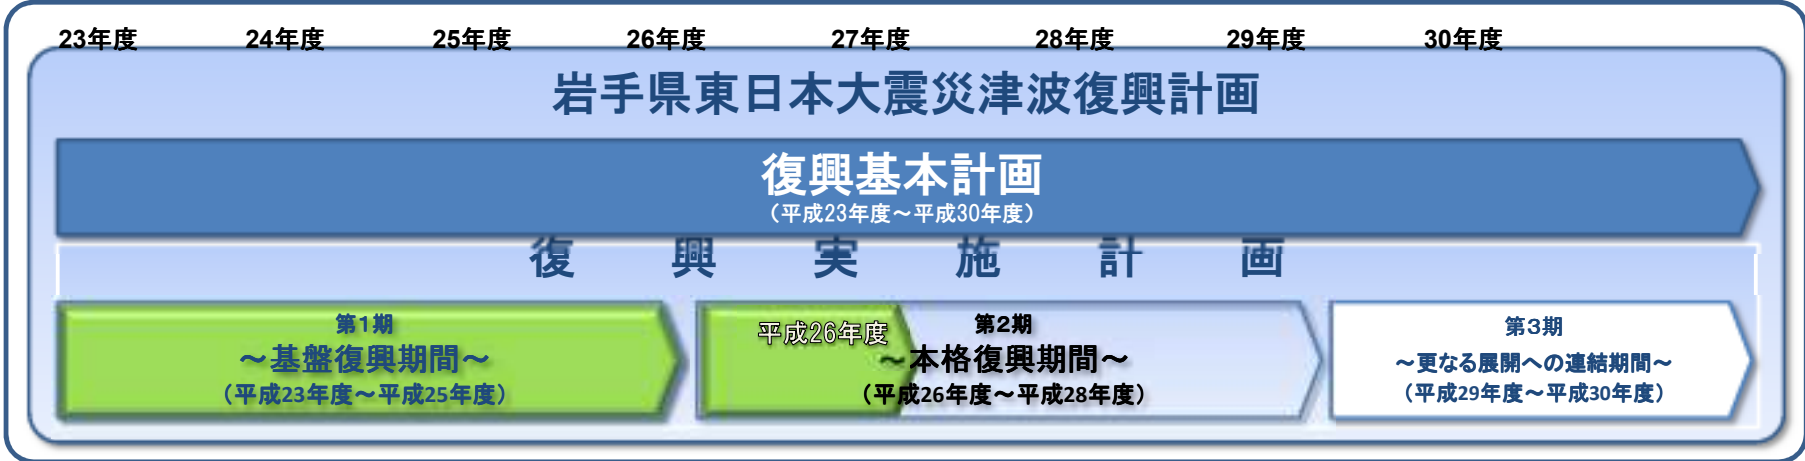 23年度 24年度 25年度 26年度 27年度 28年度 29年度 30年度
岩手県東日本大震災津波復興計画
復興基本計画
（平成23年度～平成30年度）
復興実施計画
第1期
～基盤復興期間～
（平成23年度～平成25年度）
平成26年度
第2期
～本格復興期間～
（平成26年度～平成28年度）
第3期
～更なる展開への連結期間～
（平成29年度～平成30年度）